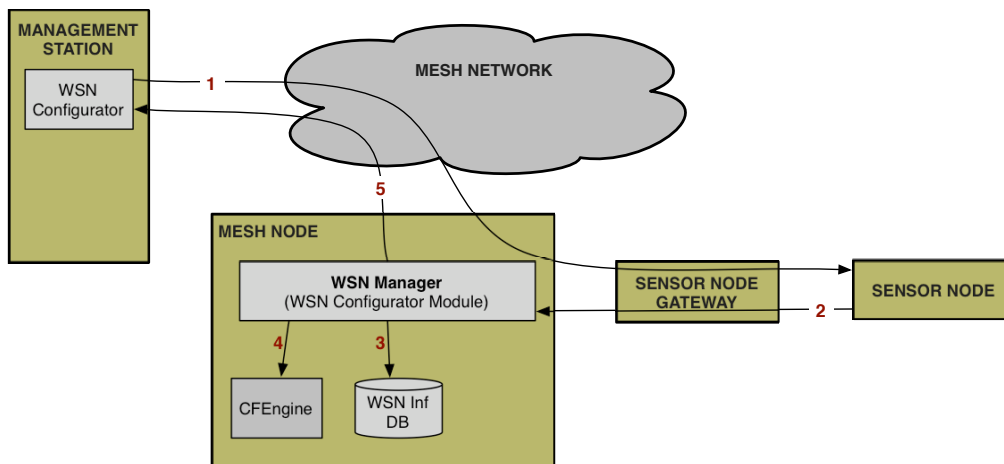 MANAGEMENT
STATION
WSN
Configurator
1
MESH NETWORK
5
MESH NODE
WSN Manager
(WSN Configurator Module)
SENSOR NODE
GATEWAY
SENSOR NODE
2
4
3
CFEngine
WSN Inf
DB